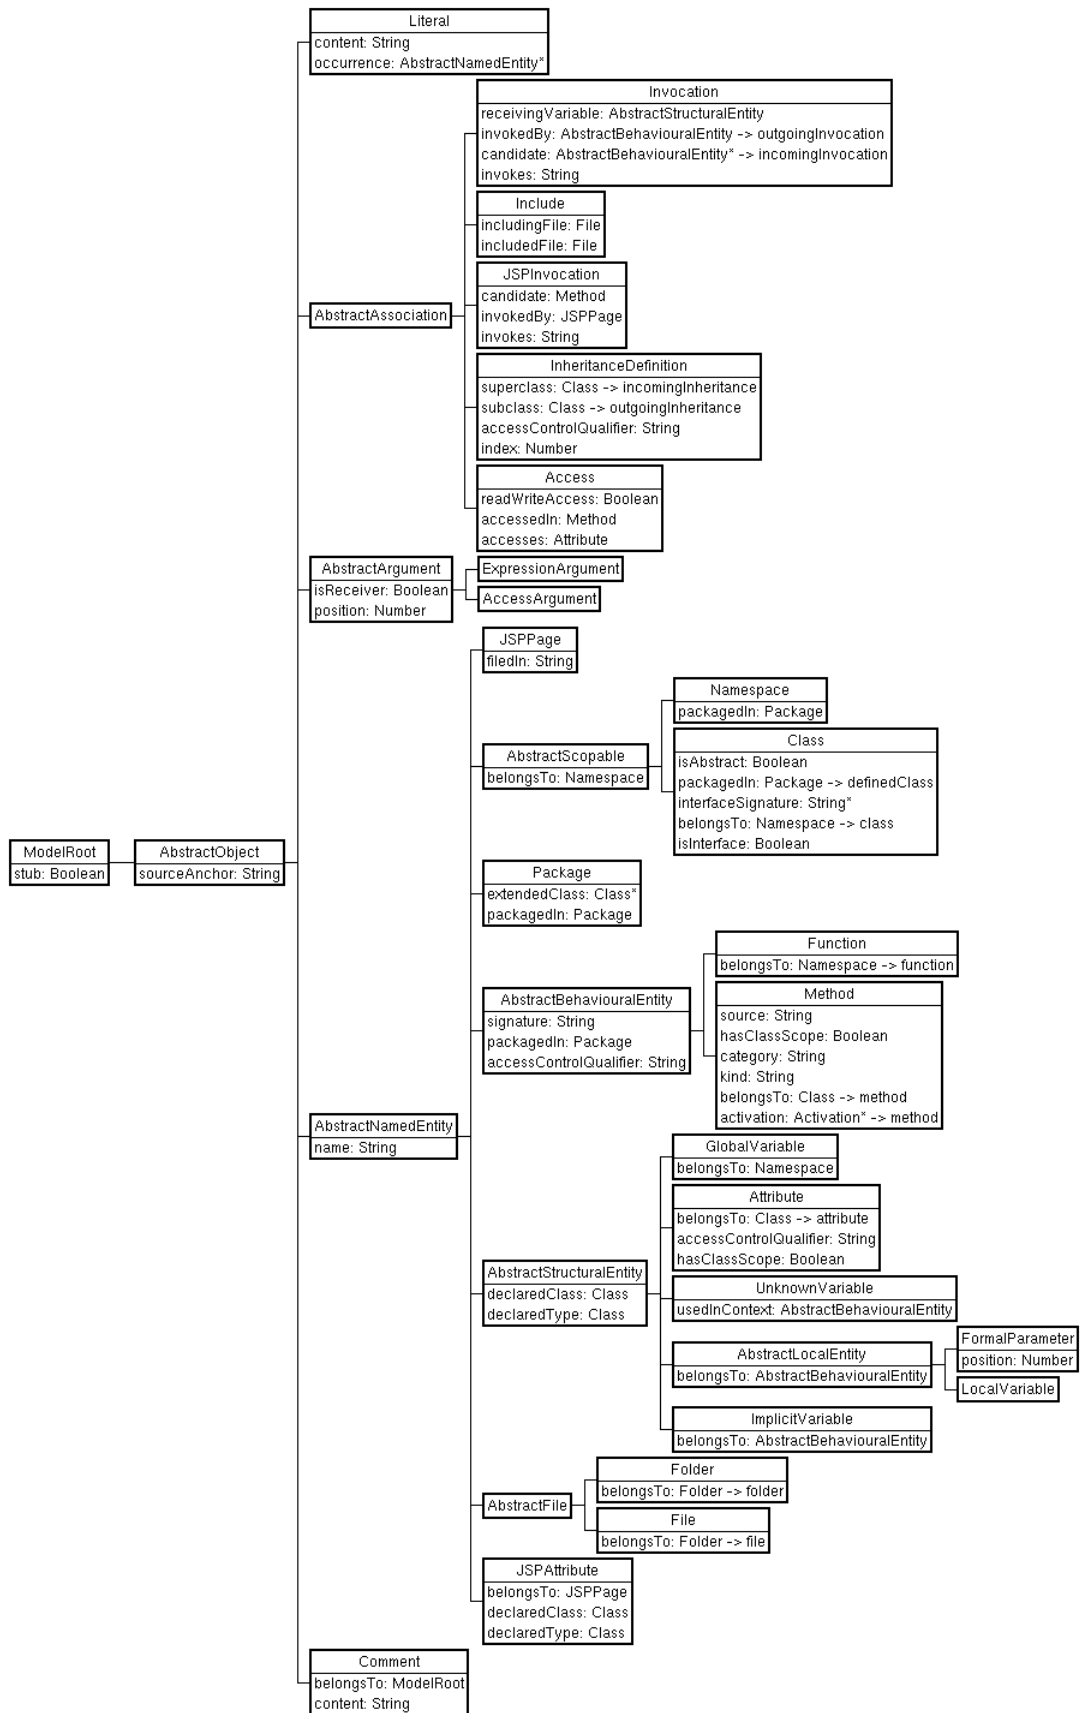 Literal
content: String
occurrence: AbstractNamedEntity*
Invocation
receivingVariable: AbstractStructuralEntity
invokedBy: AbstractBehaviouralEntity -> outgoingInvocation
candidate: AbstractBehaviouralEntity* -> incomingInvocation
invokes: String
Include
includingFile: File
includedFile: File
JSPInvocation
candidate: Method
invokedBy: JSPPage
invokes: String
AbstractAssociation
InheritanceDefinition
superclass: Class -> incomingInheritance
subclass: Class -> outgoingInheritance
accessControlQualifier: String
index: Number
Access
readWriteAccess: Boolean
accessedIn: Method
accesses: Attribute
AbstractArgument
isReceiver: Boolean
position: Number
ExpressionArgument
AccessArgument
JSPPage
filedIn: String
Namespace
packagedIn: Package
AbstractScopable
belongsTo: Namespace
Class
isAbstract: Boolean
packagedIn: Package -> definedClass
interfaceSignature: String*
belongsTo: Namespace -> class
isInterface: Boolean
ModelRoot
stub: Boolean
AbstractObject
sourceAnchor: String
Package
extendedClass: Class*
packagedIn: Package
Function
belongsTo: Namespace -> function
AbstractBehaviouralEntity
signature: String
packagedIn: Package
accessControlQualifier: String
Method
source: String
hasClassScope: Boolean
category: String
kind: String
belongsTo: Class -> method
activation: Activation* -> method
AbstractNamedEntity
name: String
GlobalVariable
belongsTo: Namespace
Attribute
belongsTo: Class -> attribute
accessControlQualifier: String
hasClassScope: Boolean
AbstractStructuralEntity
declaredClass: Class
declaredType: Class
UnknownVariable
usedInContext: AbstractBehaviouralEntity
AbstractLocalEntity
belongsTo: AbstractBehaviouralEntity
FormalParameter
position: Number
LocalVariable
ImplicitVariable
belongsTo: AbstractBehaviouralEntity
Folder
belongsTo: Folder -> folder
AbstractFile
File
belongsTo: Folder -> file
JSPAttribute
belongsTo: JSPPage
declaredClass: Class
declaredType: Class
Comment
belongsTo: ModelRoot
content: String